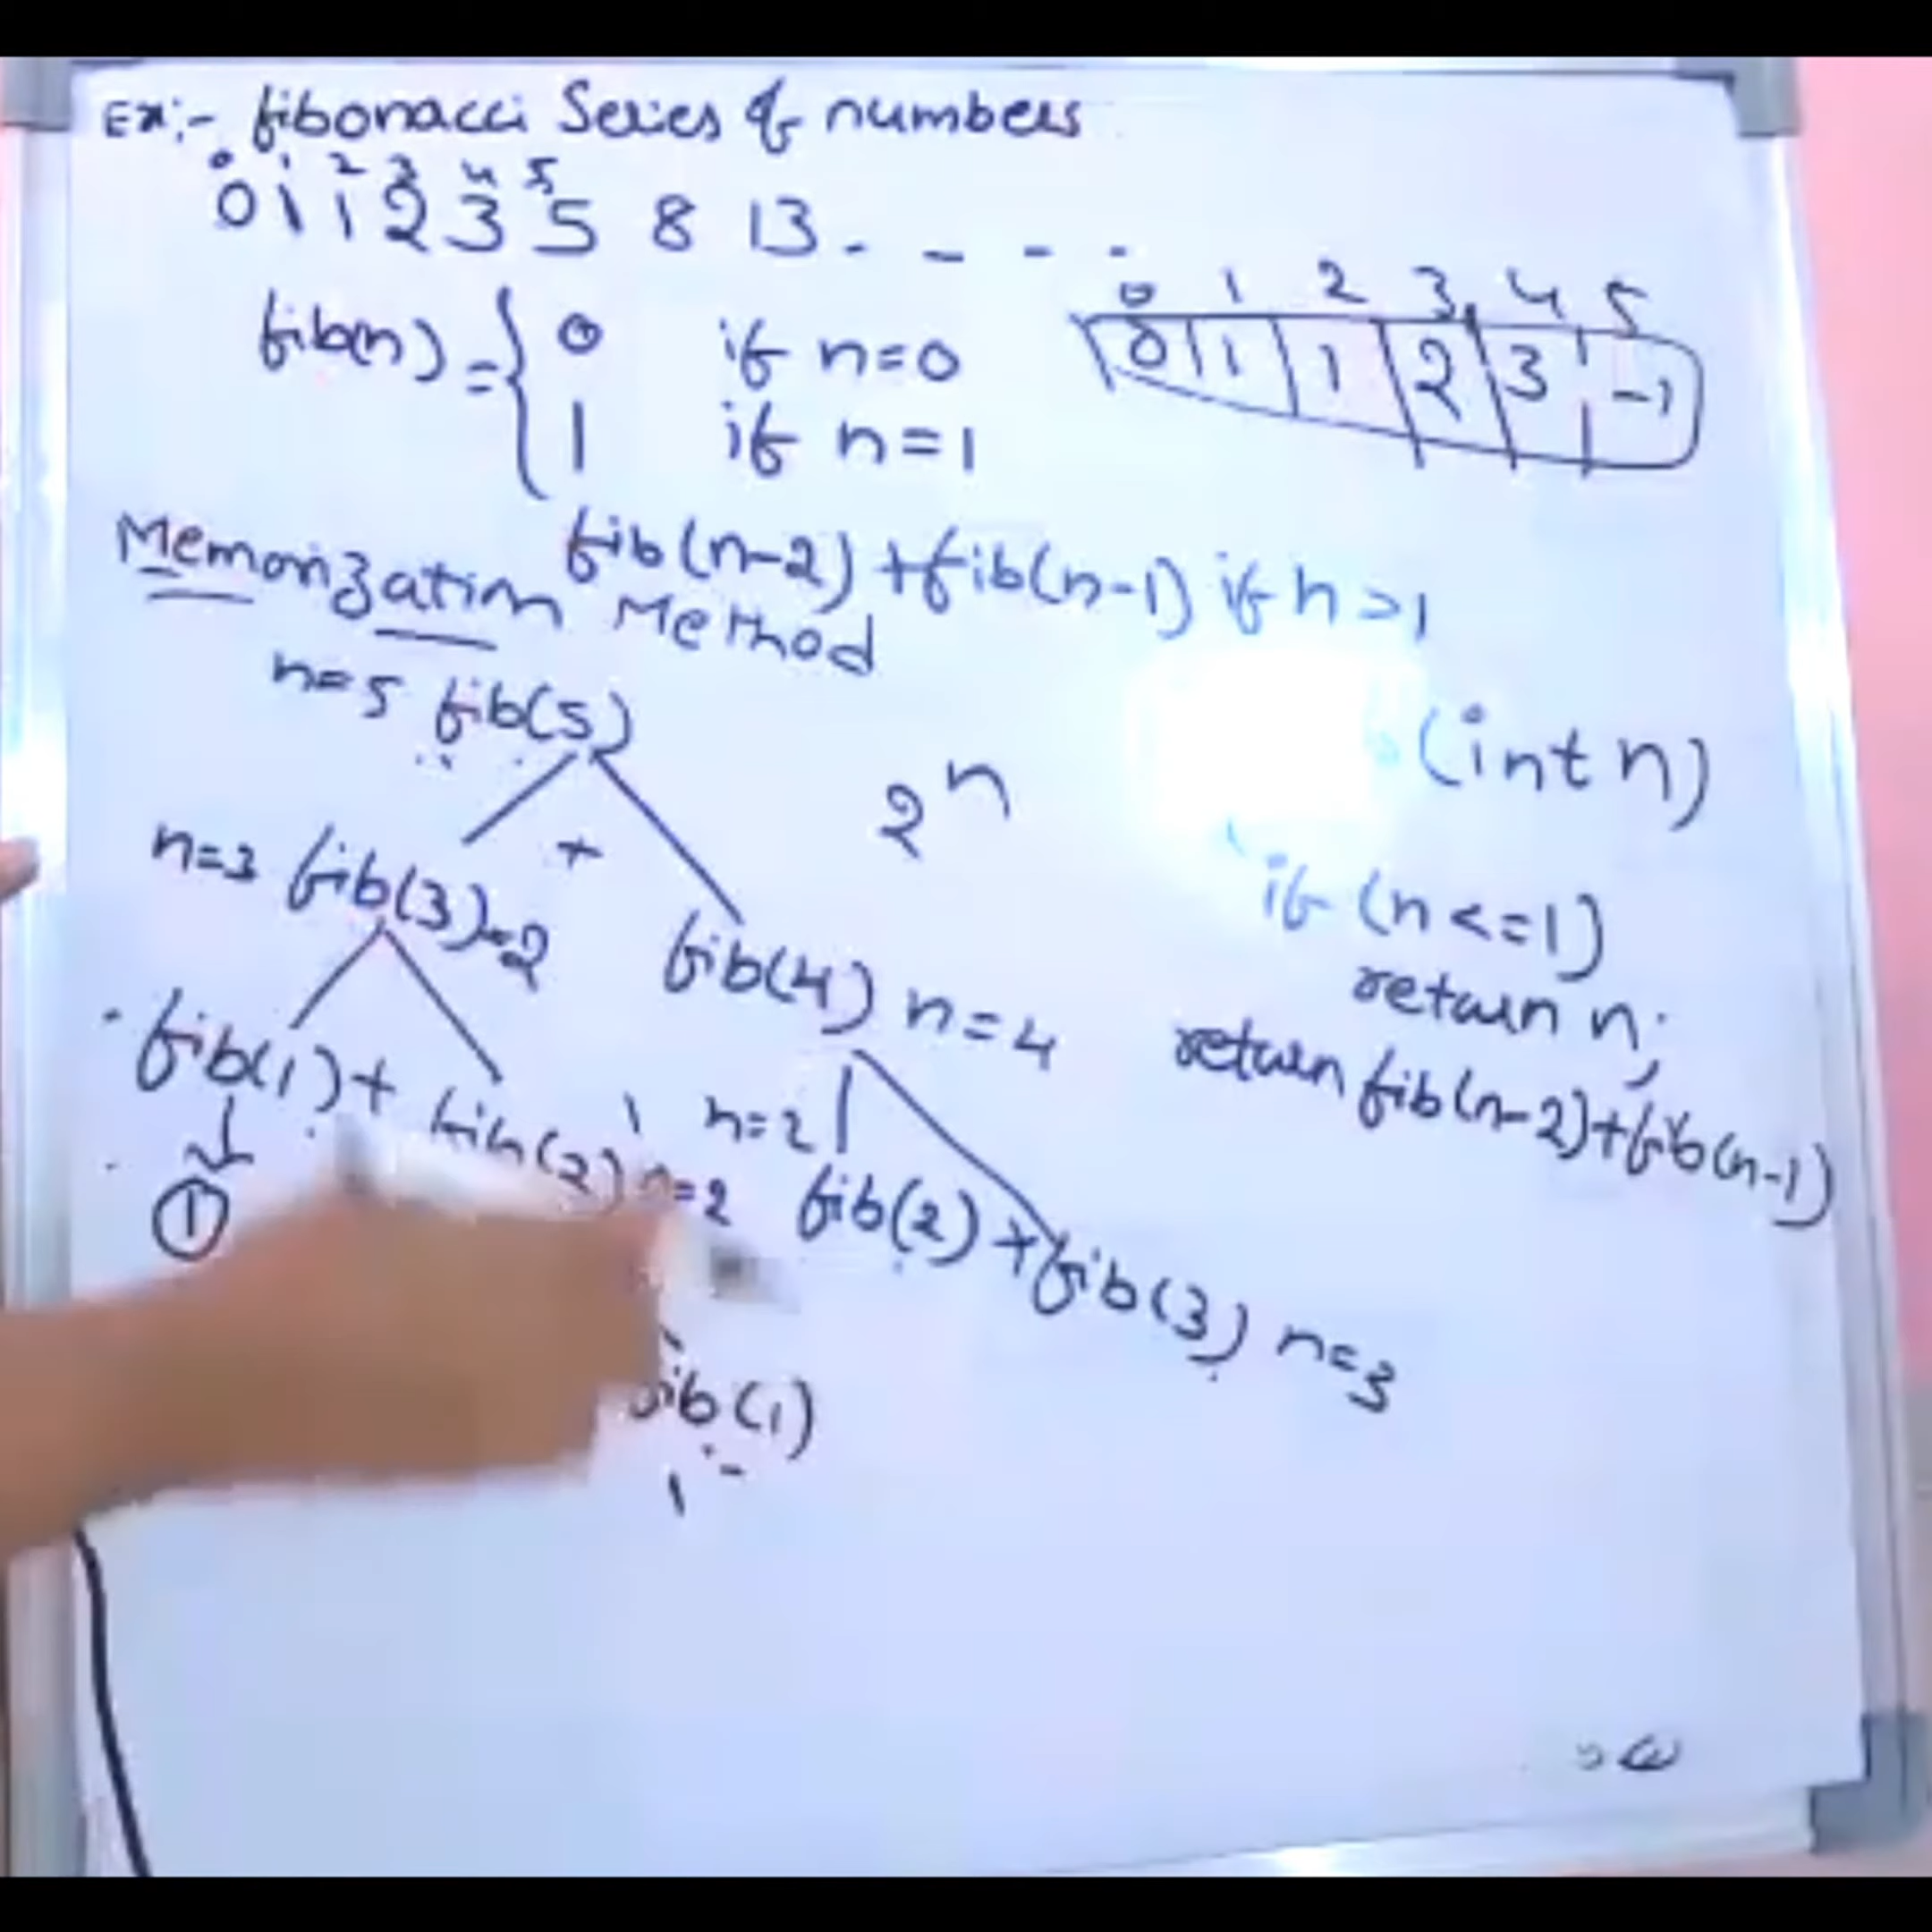 Ex:- fibonacci Series of numbers
0 1 2 3 4 5
0 1 1 2 3 5 8 13 - - - -
0 1 2 3 4 5
0 1 1 2 3 -1
fib(n) = { 0 if n=0
1 if n=1
fib(n-2)+fib(n-1) if n>1
Memorization Method
n=5 fib(5)
2^n
(int n)
n=3 fib(3)=2
+
if (n<=1)
return n;
fib(4) n=4
return fib(n-2)+fib(n-1)
fib(1)+ fib(2) n=2
1
n=2
1
fib(2)+fib(3) n=3
fib(1)
1